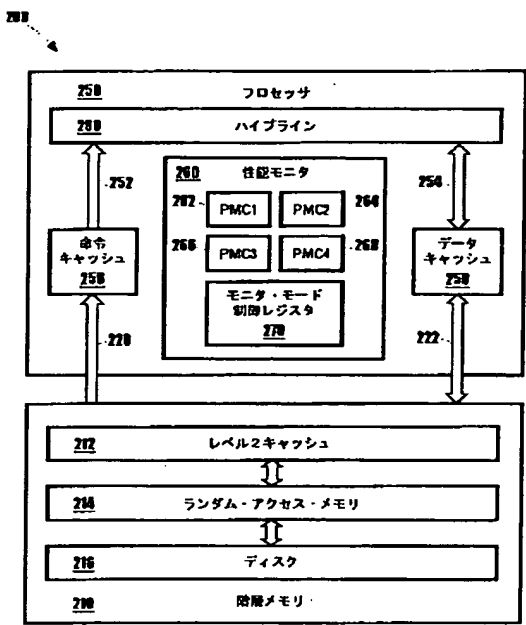 200
250 プロセッサ
280 パイプライン
252
260 性能モニタ
254
262 PMC1 PMC2 264
266 PMC3 PMC4 268
命令
キャッシュ
256
データ
キャッシュ
258
モニタ・モード
制御レジスタ
270
220
222
212 レベル2キャッシュ
214 ランダム・アクセス・メモリ
216 ディスク
210 階層メモリ